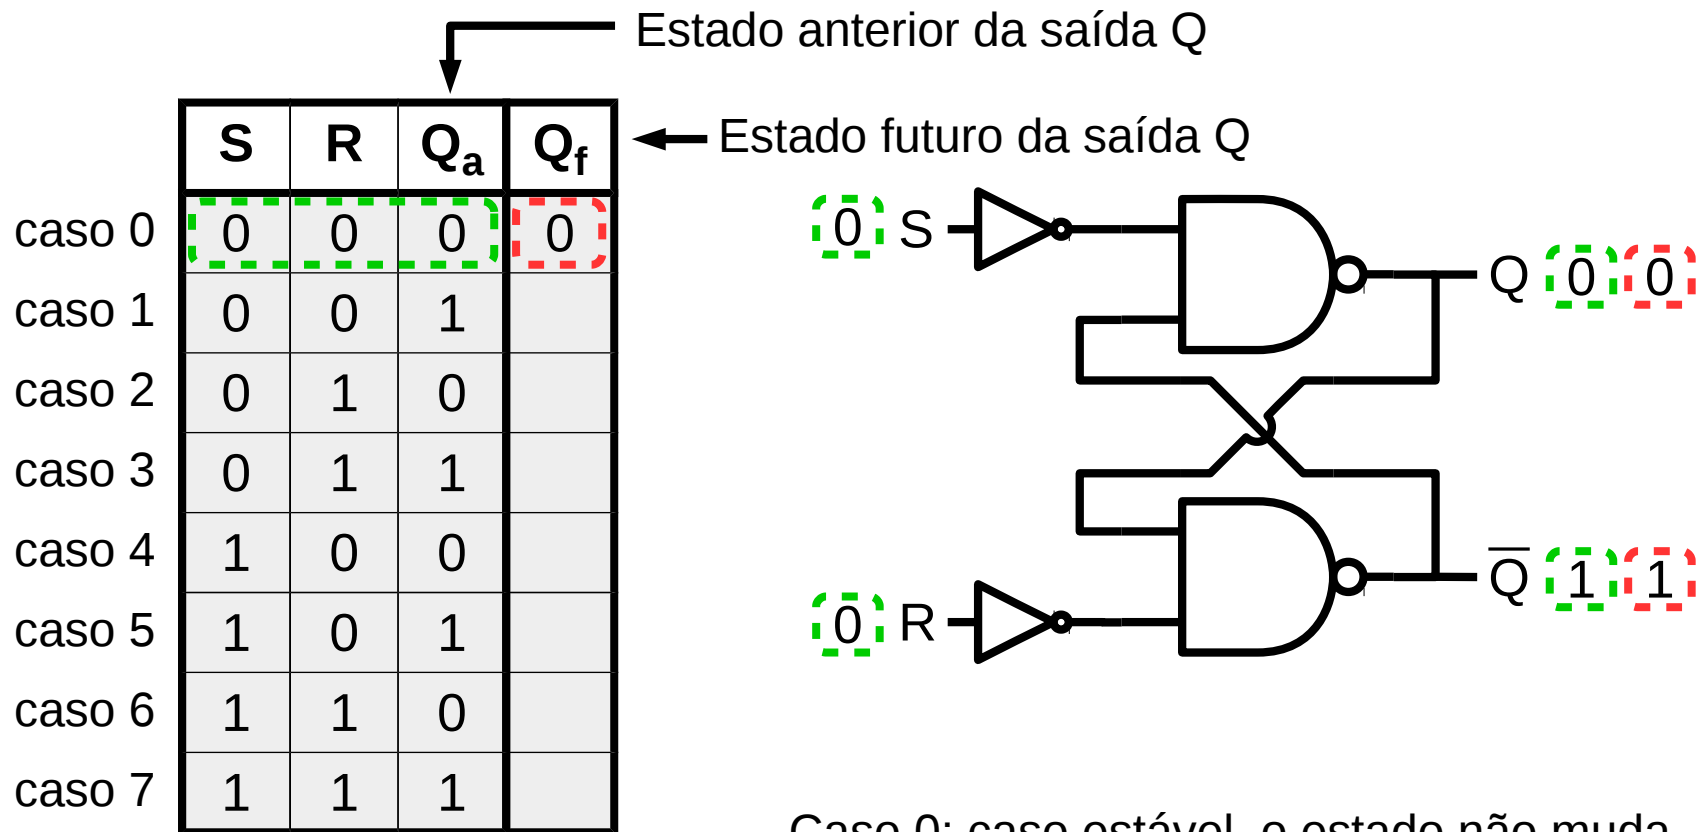 Estado anterior da saída Q
Estado futuro da saída Q
S R Qa Qf
caso 0 0 0 0 0
caso 1 0 0 1
caso 2 0 1 0
caso 3 0 1 1
caso 4 1 0 0
caso 5 1 0 1
caso 6 1 1 0
caso 7 1 1 1
0 S
Q 0 0
0 R
Q̅ 1 1
Caso 0: caso estável, o estado não muda